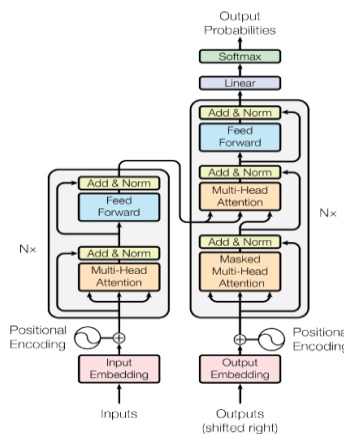 Output
Probabilities
Softmax
Linear
Add & Norm
Feed
Forward
Add & Norm
Multi-Head
Attention
Add & Norm
Masked
Multi-Head
Attention
Nx
Add & Norm
Feed
Forward
Add & Norm
Multi-Head
Attention
N×
Positional
Encoding
Positional
Encoding
Input
Embedding
Output
Embedding
Inputs
Outputs
(shifted right)